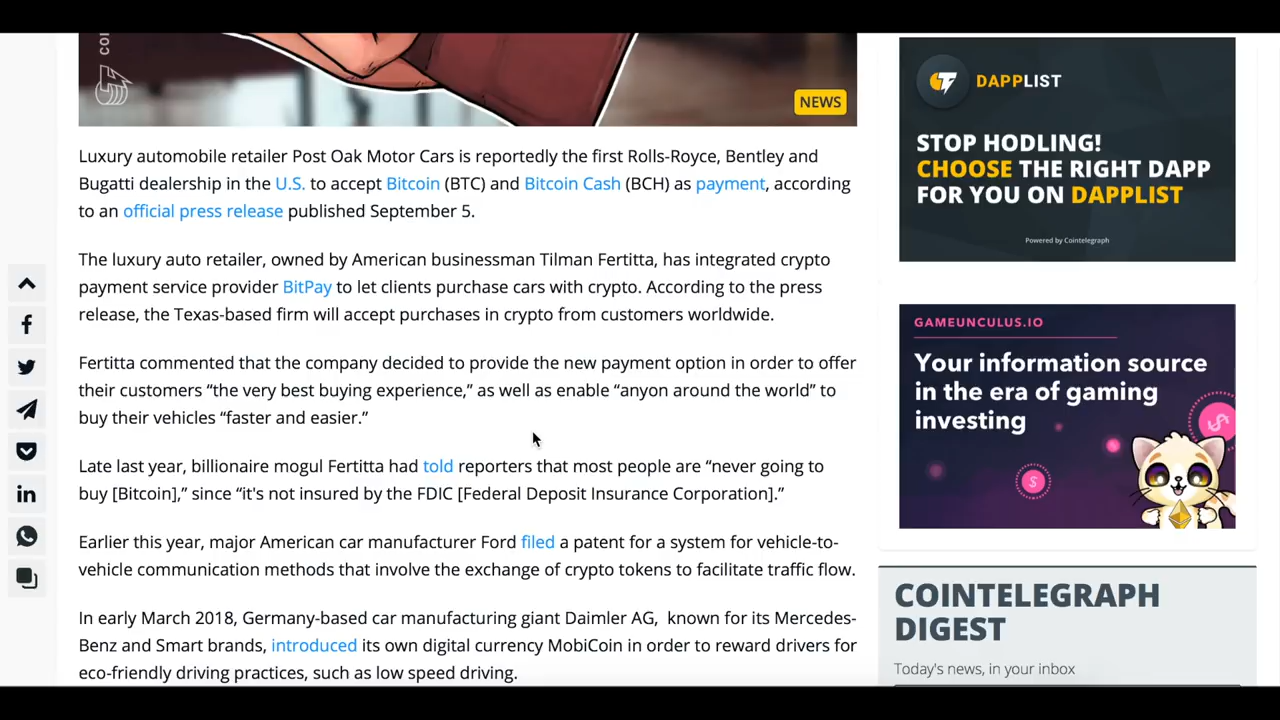 COI
NEWS
Luxury automobile retailer Post Oak Motor Cars is reportedly the first Rolls-Royce, Bentley and
Bugatti dealership in the U.S. to accept Bitcoin (BTC) and Bitcoin Cash (BCH) as payment, according
to an official press release published September 5.
The luxury auto retailer, owned by American businessman Tilman Fertitta, has integrated crypto
payment service provider BitPay to let clients purchase cars with crypto. According to the press
release, the Texas-based firm will accept purchases in crypto from customers worldwide.
Fertitta commented that the company decided to provide the new payment option in order to offer
their customers “the very best buying experience,” as well as enable “anyon around the world” to
buy their vehicles “faster and easier.”
Late last year, billionaire mogul Fertitta had told reporters that most people are “never going to
buy [Bitcoin],” since “it's not insured by the FDIC [Federal Deposit Insurance Corporation].”
Earlier this year, major American car manufacturer Ford filed a patent for a system for vehicle-to-
vehicle communication methods that involve the exchange of crypto tokens to facilitate traffic flow.
In early March 2018, Germany-based car manufacturing giant Daimler AG, known for its Mercedes-
Benz and Smart brands, introduced its own digital currency MobiCoin in order to reward drivers for
eco-friendly driving practices, such as low speed driving.
DAPPLIST
STOP HODLING!
CHOOSE THE RIGHT DAPP
FOR YOU ON DAPPLIST
Powered by Cointelegraph
GAMEUNCULUS.IO
Your information source
in the era of gaming
investing
COINTELEGRAPH
DIGEST
Today's news, in your inbox